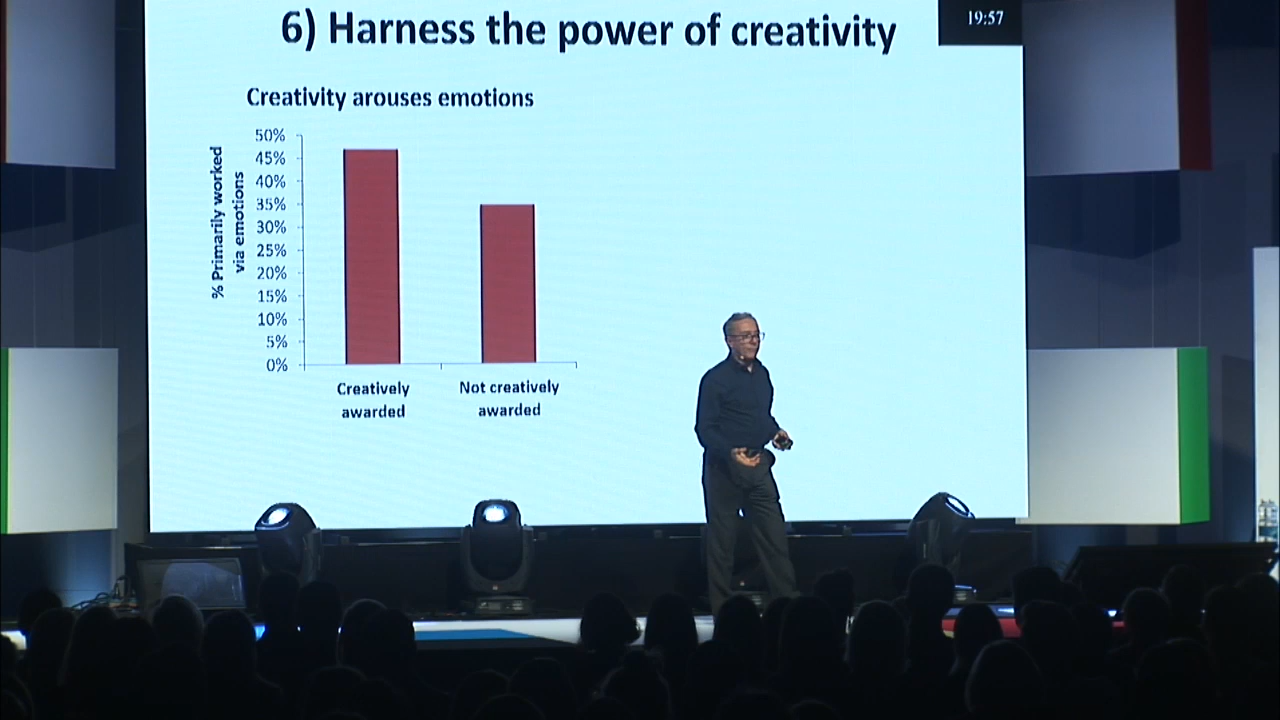 6) Harness the power of creativity
19:57
Creativity arouses emotions
% Primarily worked
via emotions
50%
45%
40%
35%
30%
25%
20%
15%
10%
5%
0%
Creatively
awarded
Not creatively
awarded